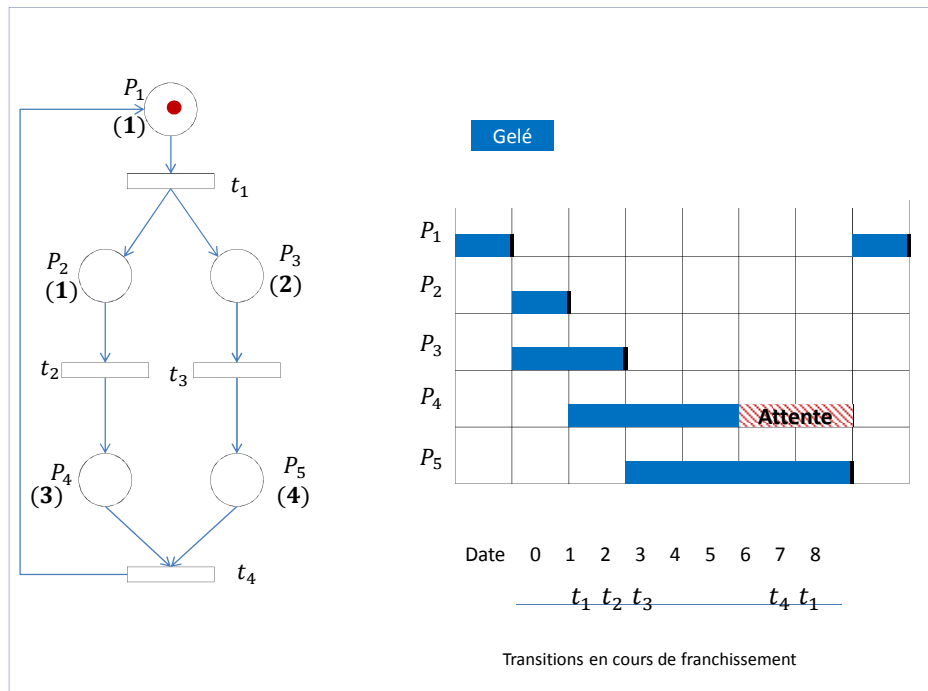 P₁
(1)
t₁
P₂
(1)
P₃
(2)
t₂
t₃
P₄
(3)
P₅
(4)
t₄
Gelé
P₁
P₂
P₃
P₄
Attente
P₅
Date 0 1 2 3 4 5 6 7 8
t₁ t₂ t₃ t₄ t₁
Transitions en cours de franchissement